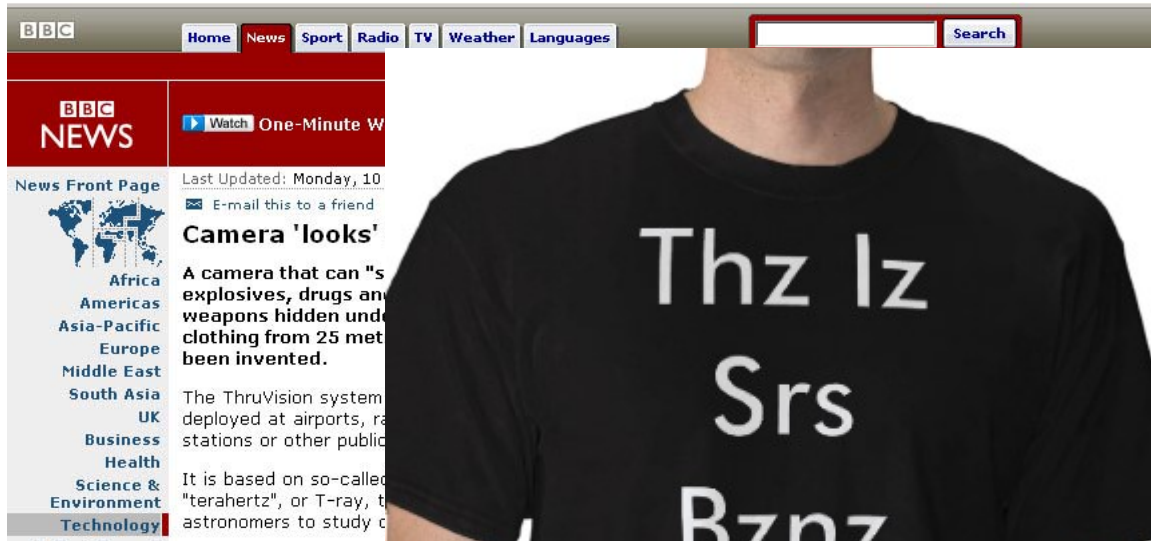 BBC
Home News Sport Radio TV Weather Languages
Search
BBC
NEWS
Watch One-Minute W
News Front Page
Africa
Americas
Asia-Pacific
Europe
Middle East
South Asia
UK
Business
Health
Science &
Environment
Technology
Last Updated: Monday, 10
E-mail this to a friend
Camera 'looks'
A camera that can "s
explosives, drugs an
weapons hidden und
clothing from 25 met
been invented.
The ThruVision system
deployed at airports, ra
stations or other public
It is based on so-called
"terahertz", or T-ray, t
astronomers to study
Thz Iz
Srs
Bznz